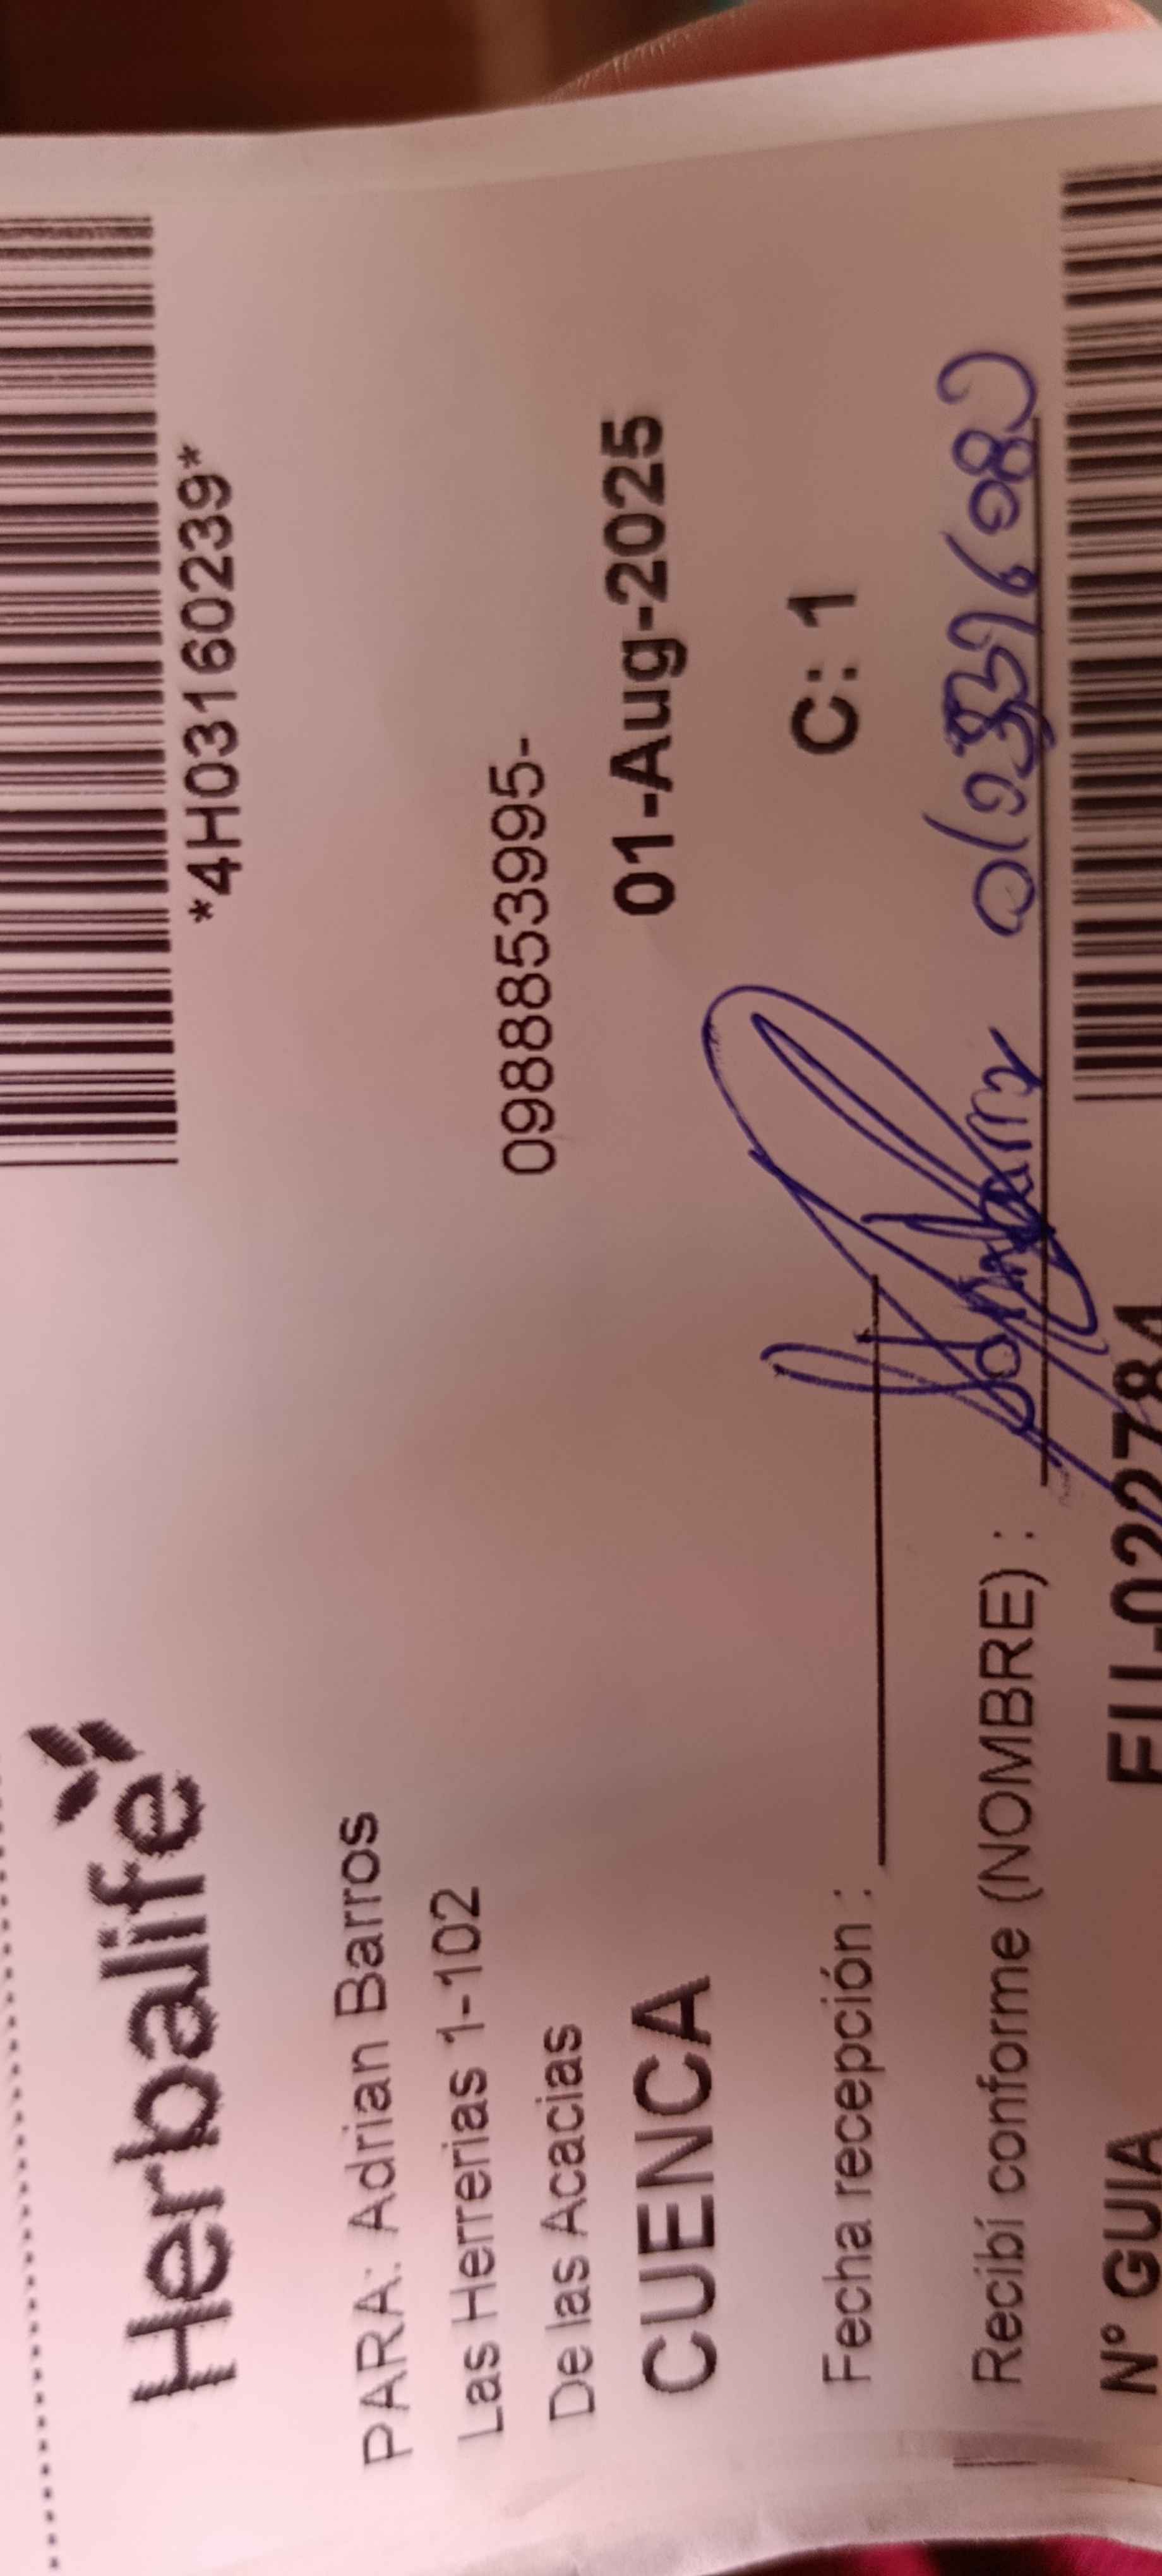 Herbalife
*4H03160239*
PARA: Adrian Barros
Las Herrerias 1-102
0988853995-
De las Acacias
CUENCA
01-Aug-2025
Fecha recepción :
C: 1
Recibí conforme (NOMBRE) :
N° GUIA